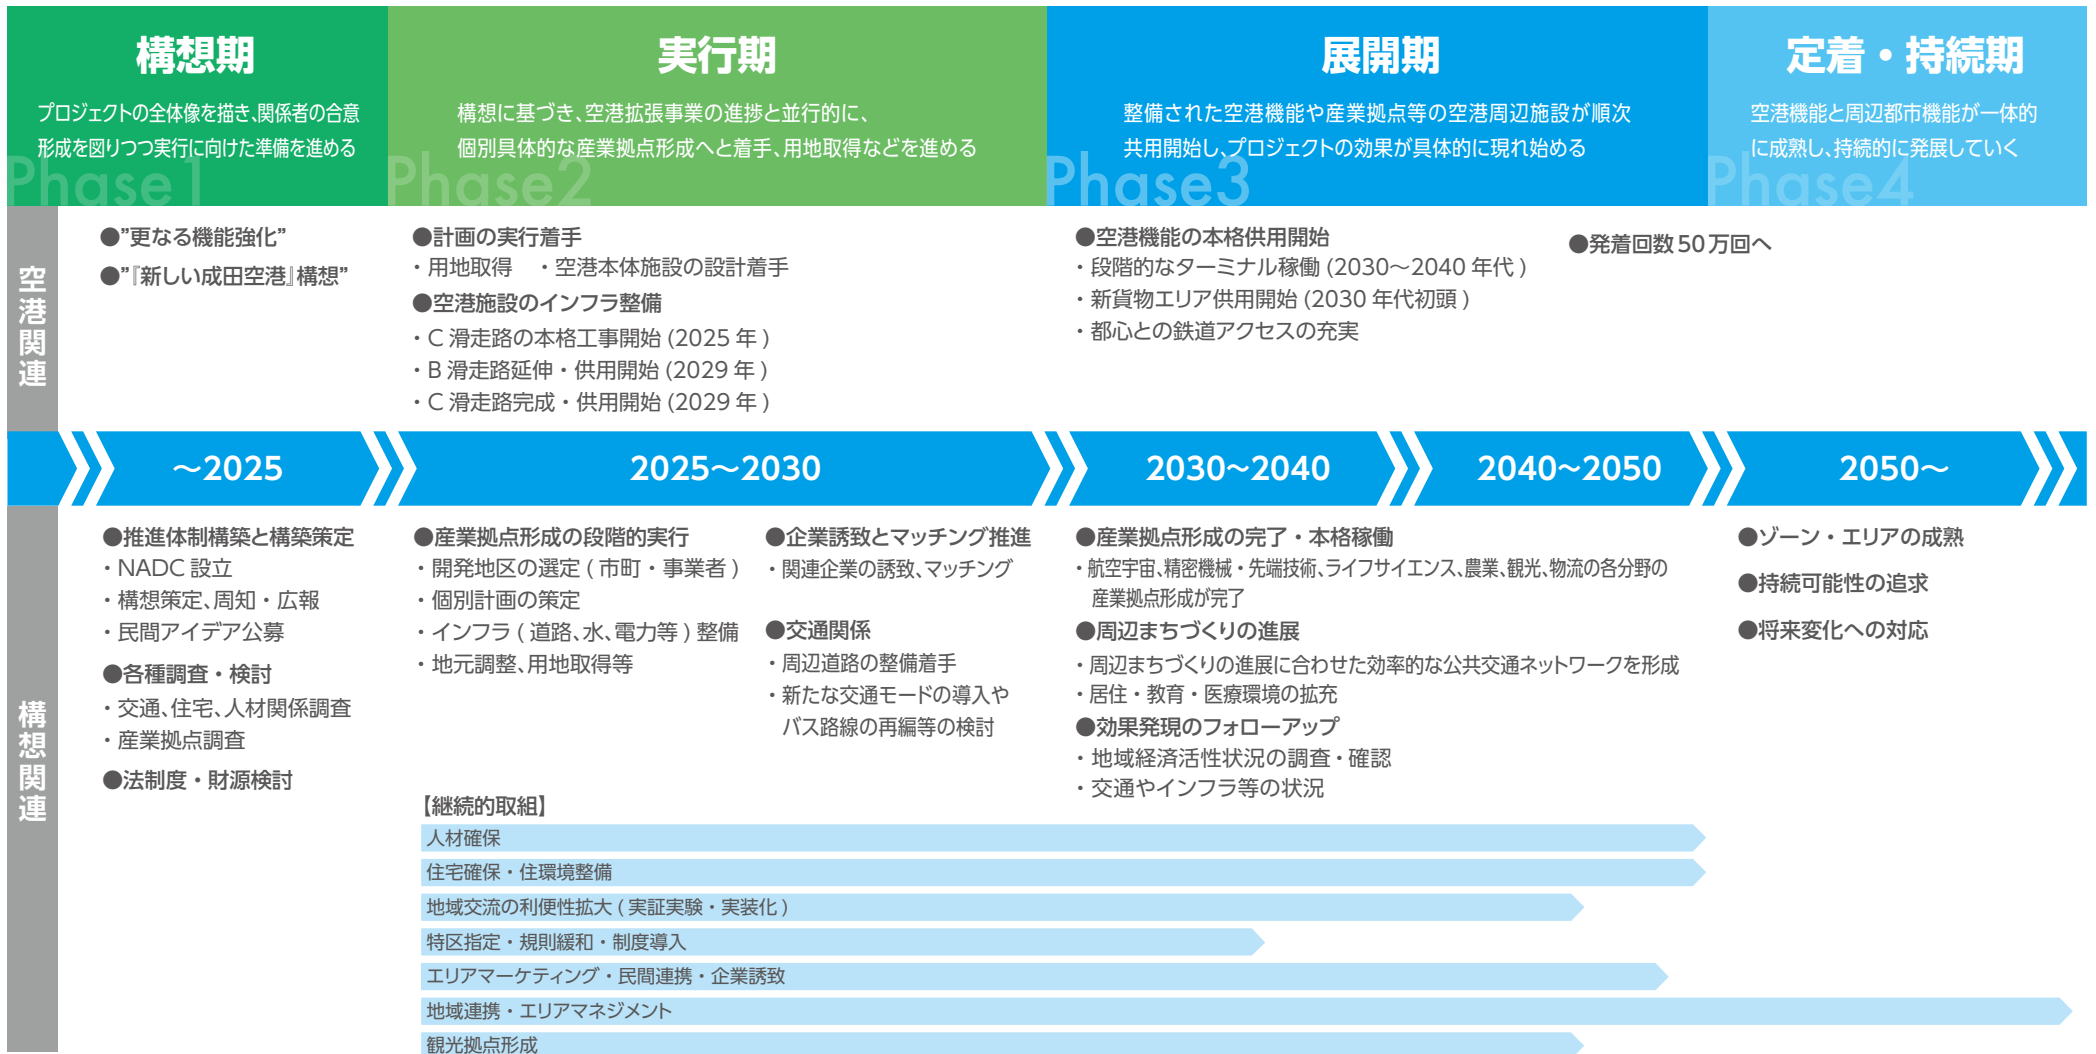 構想期
プロジェクトの全体像を描き、関係者の合意
形成を図りつつ実行に向けた準備を進める
Phase1
実行期
構想に基づき、空港拡張事業の進捗と並行的に、
個別具体的な産業拠点形成へと着手、用地取得などを進める
Phase2
展開期
整備された空港機能や産業拠点等の空港周辺施設が順次
共用開始し、プロジェクトの効果が具体的に現れ始める
Phase3
定着・持続期
空港機能と周辺都市機能が一体的
に成熟し、持続的に発展していく
Phase4
空港関連
●”更なる機能強化”
●”『新しい成田空港』構想”
●計画の実行着手
・用地取得 ・空港本体施設の設計着手
●空港施設のインフラ整備
・C 滑走路の本格工事開始 (2025 年 )
・B 滑走路延伸・供用開始 (2029 年 )
・C 滑走路完成・供用開始 (2029 年 )
●空港機能の本格供用開始
・段階的なターミナル稼働 (2030～2040 年代 )
・新貨物エリア供用開始 (2030 年代初頭 )
・都心との鉄道アクセスの充実
●発着回数 50 万回へ
～2025
2025～2030
2030～2040
2040～2050
2050～
構想関連
●推進体制構築と構築策定
・NADC 設立
・構想策定、周知・広報
・民間アイデア公募
●各種調査・検討
・交通、住宅、人材関係調査
・産業拠点調査
●法制度・財源検討
●産業拠点形成の段階的実行
・開発地区の選定 ( 市町・事業者 )
・個別計画の策定
・インフラ ( 道路、水、電力等 ) 整備
・地元調整、用地取得等
●企業誘致とマッチング推進
・関連企業の誘致、マッチング
●交通関係
・周辺道路の整備着手
・新たな交通モードの導入や
バス路線の再編等の検討
●産業拠点形成の完了・本格稼働
・航空宇宙、精密機械・先端技術、ライフサイエンス、農業、観光、物流の各分野の
産業拠点形成が完了
●周辺まちづくりの進展
・周辺まちづくりの進展に合わせた効率的な公共交通ネットワークを形成
・居住・教育・医療環境の拡充
●効果発現のフォローアップ
・地域経済活性状況の調査・確認
・交通やインフラ等の状況
●ゾーン・エリアの成熟
●持続可能性の追求
●将来変化への対応
【継続的取組】
人材確保
住宅確保・住環境整備
地域交流の利便性拡大 ( 実証実験・実装化 )
特区指定・規則緩和・制度導入
エリアマーケティング・民間連携・企業誘致
地域連携・エリアマネジメント
観光拠点形成